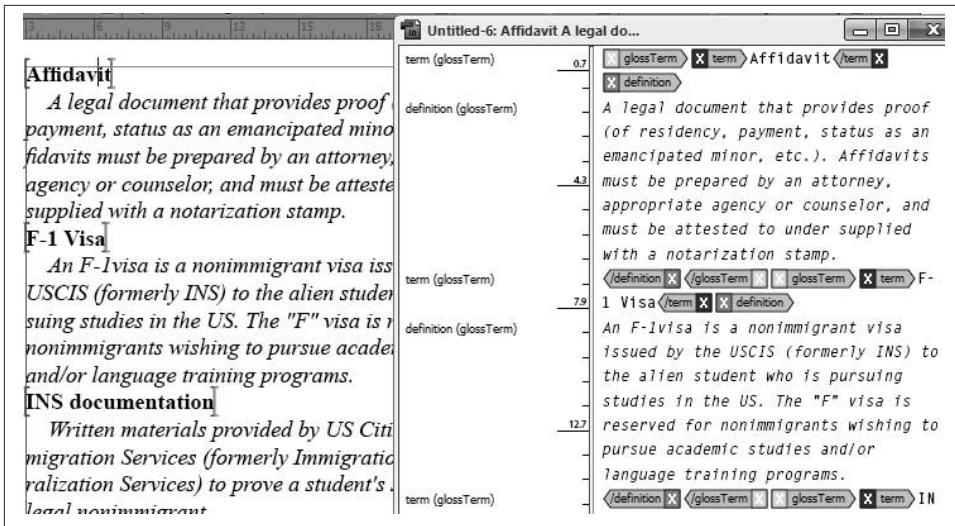 3 6 9 12 15 18
Affidavit
A legal document that provides proof
payment, status as an emancipated mino
fidavits must be prepared by an attorney,
agency or counselor, and must be atteste
supplied with a notarization stamp.
F-1 Visa
An F-1visa is a nonimmigrant visa iss
USCIS (formerly INS) to the alien studen
suing studies in the US. The "F" visa is r
nonimmigrants wishing to pursue acade
and/or language training programs.
INS documentation
Written materials provided by US Citi
migration Services (formerly Immigratio
ralization Services) to prove a student's
legal nonimmigrant
Untitled-6: Affidavit A legal do...
term (glossTerm)
definition (glossTerm)
term (glossTerm)
definition (glossTerm)
term (glossTerm)
0.7
4.3
7.9
12.7
glossTerm term Affidavit /term
definition
A legal document that provides proof
(of residency, payment, status as an
emancipated minor, etc.). Affidavits
must be prepared by an attorney,
appropriate agency or counselor, and
must be attested to under supplied
with a notarization stamp.
/definition /glossTerm glossTerm term F-
1 Visa /term definition
An F-1visa is a nonimmigrant visa
issued by the USCIS (formerly INS) to
the alien student who is pursuing
studies in the US. The "F" visa is
reserved for nonimmigrants wishing to
pursue academic studies and/or
language training programs.
/definition /glossTerm glossTerm term IN